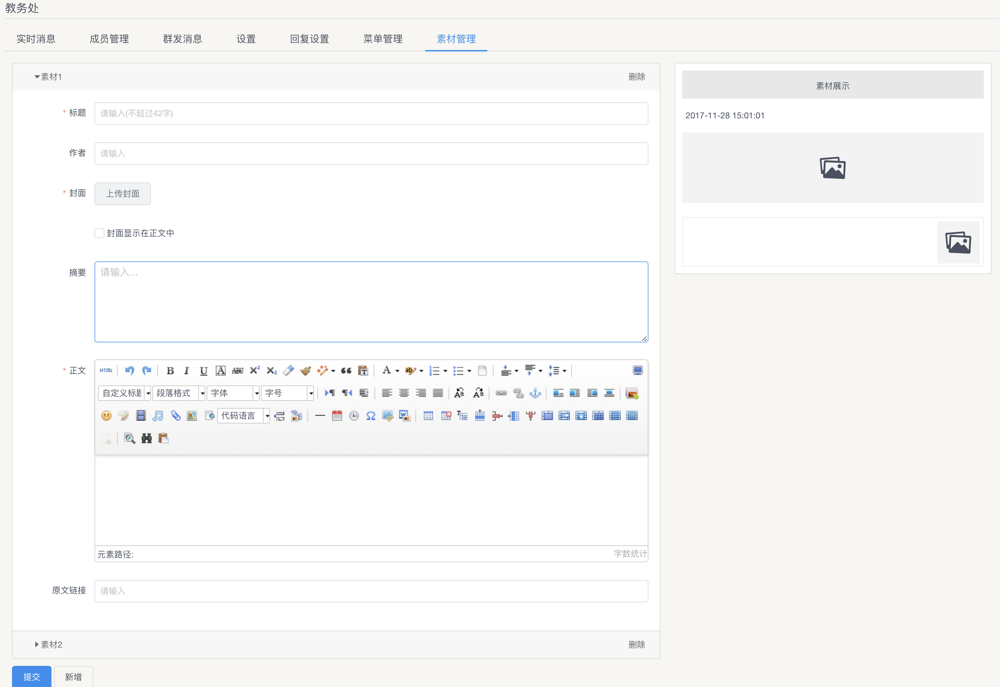 教务处
实时消息 成员管理 群发消息 设置 回复设置 菜单管理 素材管理
素材1 删除
* 标题 请输入(不超过42字)
作者 请输入
* 封面 上传封面
封面显示在正文中
摘要 请输入...
* 正文 HTML B I U A ABC X² X₂ A ab
自定义标题 段落格式 字体 字号
代码语言
元素路径: 字数统计
原文链接 请输入
素材2 删除
提交 新增
素材展示
2017-11-28 15:01:01